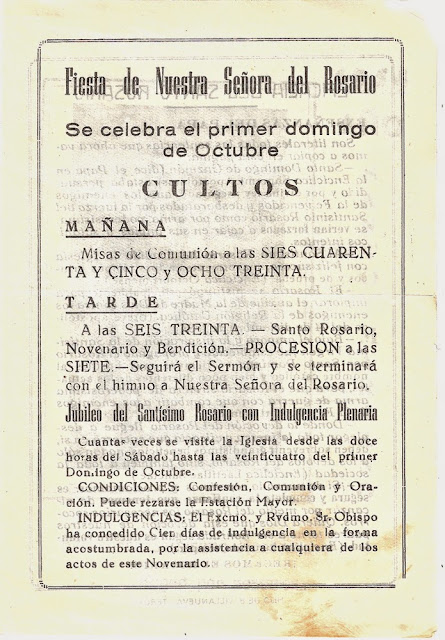 Fiesta de Nuestra Señora del Rosario
Se celebra el primer domingo
de Octubre
CULTOS
MAÑANA
Misas de Comunión a las SIES CUAREN-
TA Y CINCO y OCHO TREINTA.
TARDE
A las SEIS TREINTA. — Santo Rosario,
Novenario y Berdición.—PROCESION a las
SIETE.—Seguirá el Sermón y se terminará
con el himno a Nuestra Señora del Rosario.
Jubileo del Santísimo Rosario con Indulgencia Plenaria
Cuantas veces se visite la Iglesia desde las doce
horas del Sábado hasta las veinticuatro del primer
Domingo de Octubre.
CONDICIONES: Confesión, Comunión y Ora-
ción. Puede rezarse la Estación Mayor
INDULGENCIAS: El Excmo. y Rvdmo. Sr. Obispo
ha concedido Cien días de Indulgencia en la forma
acostumbrada, por la asistencia a cualquiera de los
actos de este Novenario.